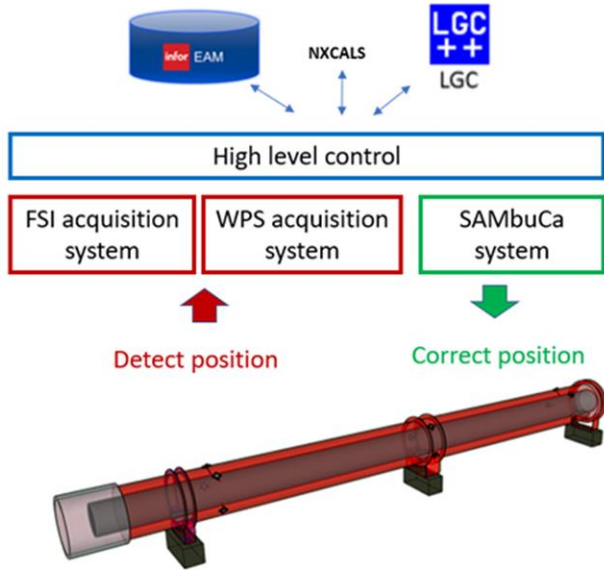 infor EAM
NXCALS
LGC
++
LGC
High level control
FSI acquisition
system
WPS acquisition
system
SAMbuCa
system
Detect position
Correct position